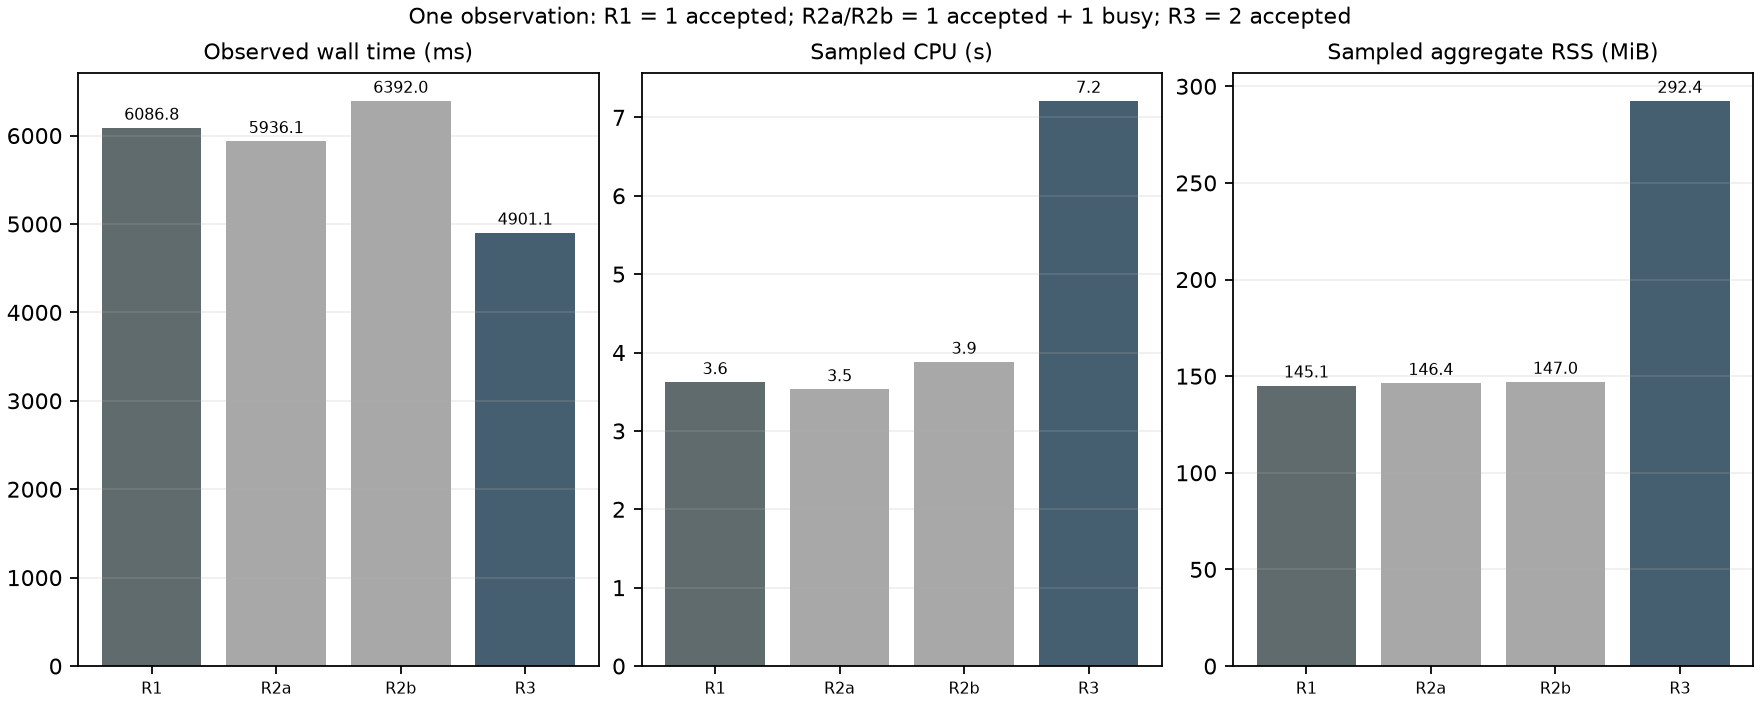 One observation: R1 = 1 accepted; R2a/R2b = 1 accepted + 1 busy; R3 = 2 accepted
Observed wall time (ms)
6000
5000
4000
3000
2000
1000
0
6086.8
5936.1
6392.0
4901.1
R1
R2a
R2b
R3
Sampled CPU (s)
7
6
5
4
3
2
1
0
3.6
3.5
3.9
7.2
R1
R2a
R2b
R3
Sampled aggregate RSS (MiB)
300
250
200
150
100
50
0
145.1
146.4
147.0
292.4
R1
R2a
R2b
R3